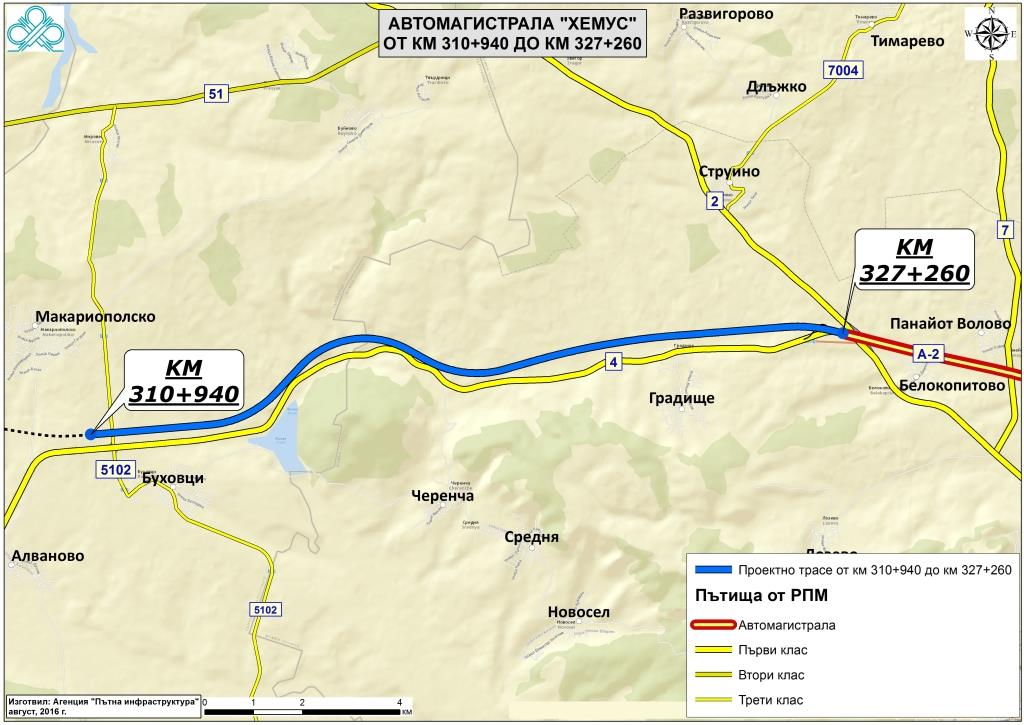 АВТОМАГИСТРАЛА "ХЕМУС"
ОТ КМ 310+940 ДО КМ 327+260
Развигорово
Тимарево
N
W
E
S
7004
51
Длъжко
Струино
2
7
КМ
327+260
Макариополско
Панайот Волово
А-2
4
Белокопитово
КМ
310+940
Градище
5102
Буховци
Черенча
Средня
Алваново
Новосел
5102
Проектно трасе от км 310+940 до км 327+260
Пътища от РПМ
Автомагистрала
Първи клас
Втори клас
Трети клас
Изготвил: Агенция "Пътна инфраструктура"
август, 2016 г.
0 1 2 4
км